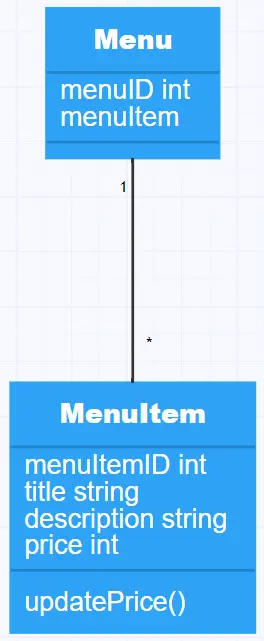 Menu
menuID int
menuItem
1
*
MenuItem
menuItemID int
title string
description string
price int
updatePrice()